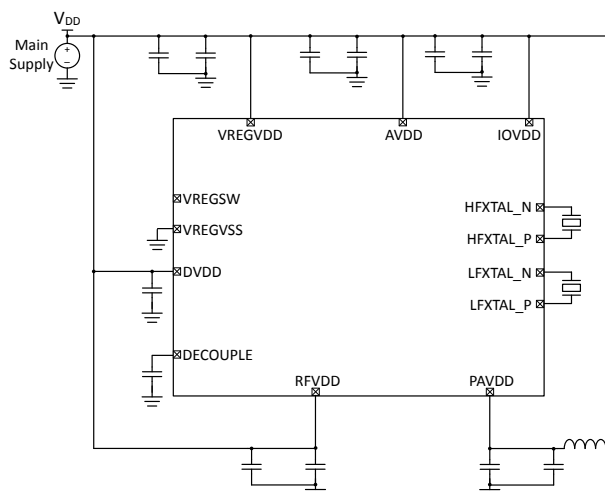 VDD
Main
Supply
+
−
VREGVDD
AVDD
IOVDD
VREGSW
HFXTAL_N
VREGVSS
HFXTAL_P
DVDD
LFXTAL_N
LFXTAL_P
DECOUPLE
RFVDD
PAVDD